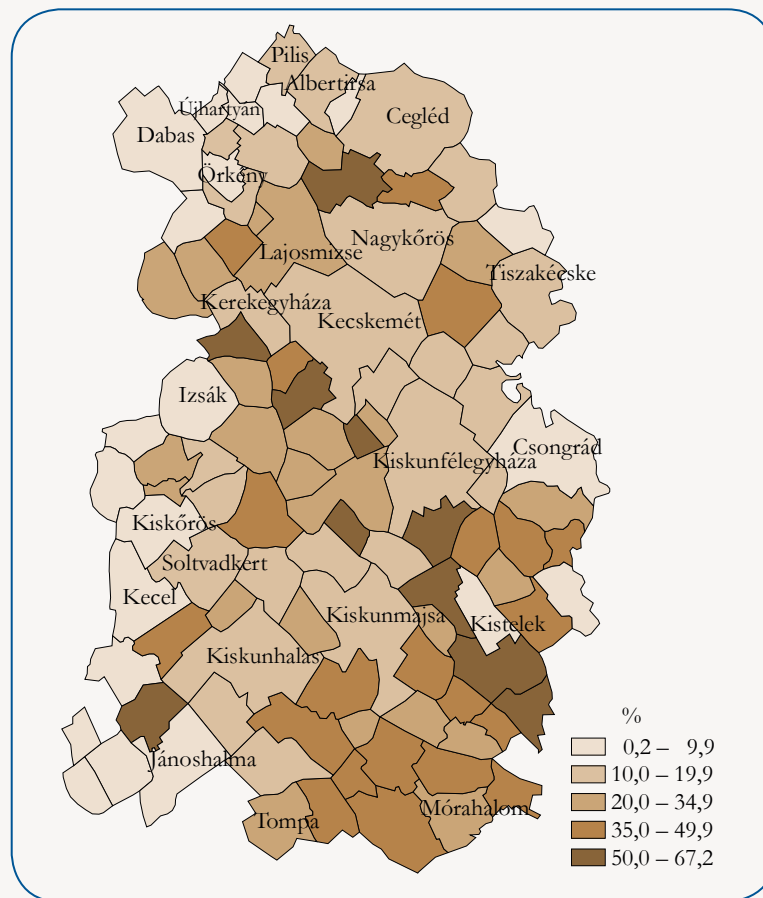 Pilis
Albertirsa
Újhartyán
Cegléd
Dabas
Örkény
Nagykőrös
Lajosmizse
Tiszakécske
Kerekegyháza
Kecskemét
Izsák
Csongrád
Kiskunfélegyháza
Kiskőrös
Soltvadkert
Kecel
Kiskunmajsa
Kistelek
Kiskunhalas
Jánoshalma
Mórahalom
Tompa
%
0,2 – 9,9
10,0 – 19,9
20,0 – 34,9
35,0 – 49,9
50,0 – 67,2